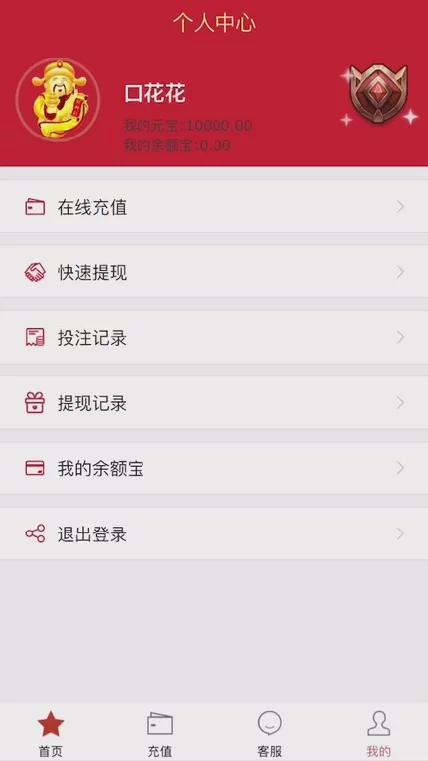 个人中心
口花花
我的元宝:10000.00
我的余额宝:0.30
在线充值
快速提现
投注记录
提现记录
我的余额宝
退出登录
首页
充值
客服
我的